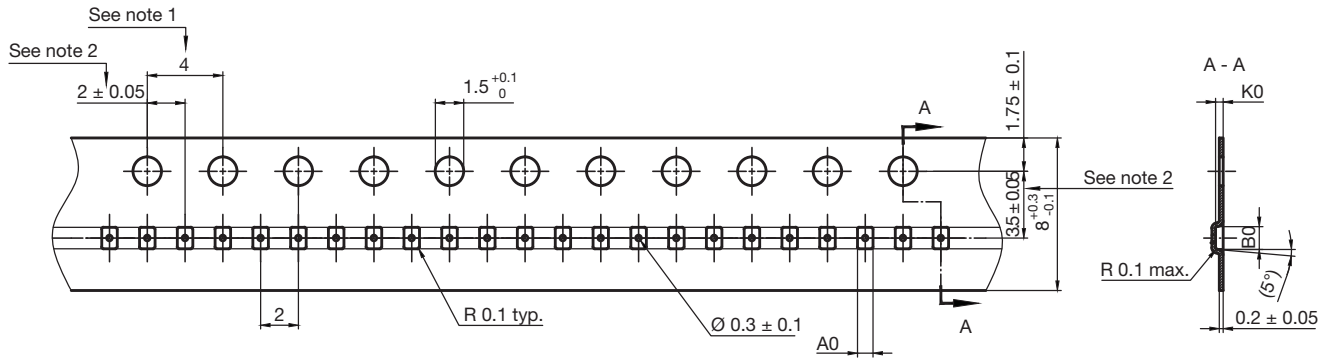 See note 1
See note 2
4
2 ± 0.05
1.5 +0.1 0
A
1.75 ± 0.1
A - A
K0
See note 2
3.5 ± 0.05
8 +0.3 -0.1
B0
R 0.1 max.
(5°)
2
R 0.1 typ.
Ø 0.3 ± 0.1
A0
A
0.2 ± 0.05